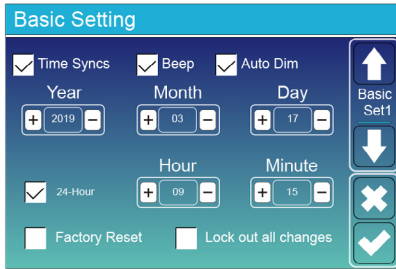 Basic Setting
Time Syncs Beep Auto Dim
Year Month Day
+ 2019 − + 03 − + 17 −
Basic
Set1
Hour Minute
24-Hour + 09 − + 15 −
Factory Reset Lock out all changes